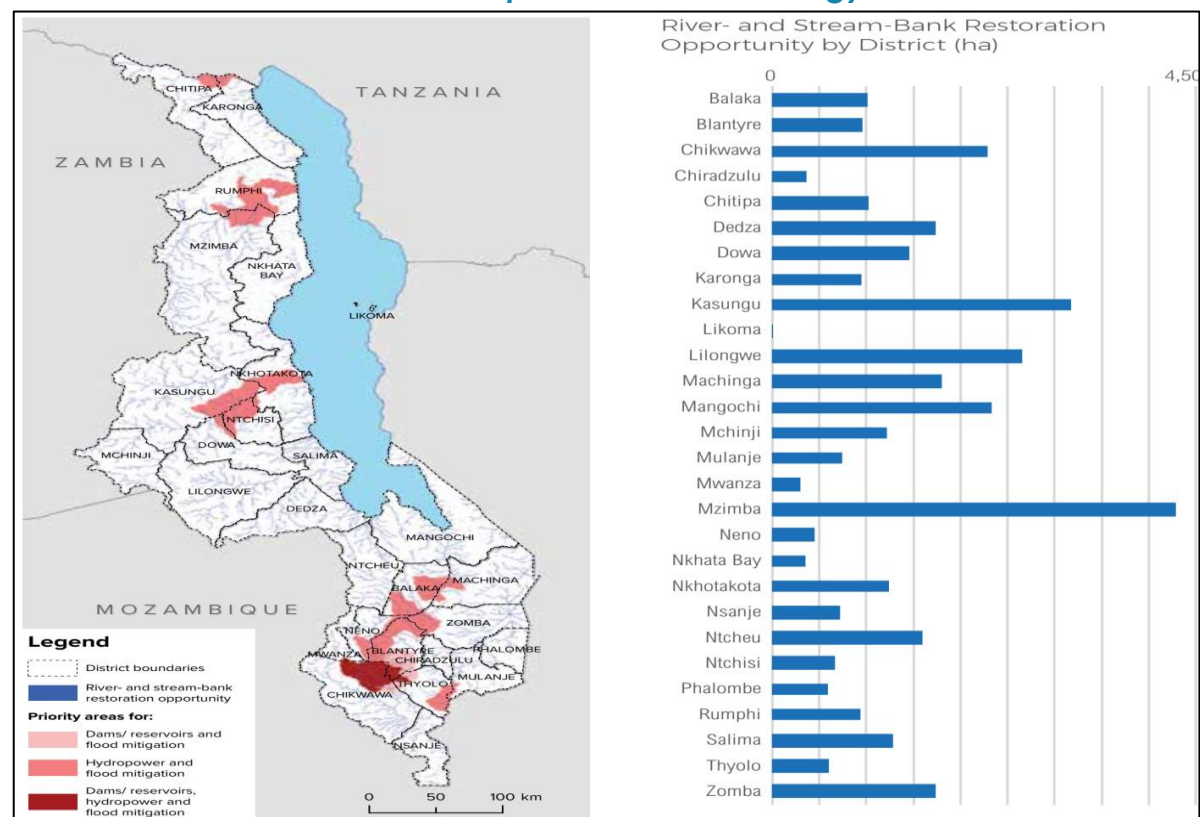 River- and Stream-Bank Restoration
Opportunity by District (ha)
0
4,50
Balaka
Blantyre
Chikwawa
Chiradzulu
Chitipa
Dedza
Dowa
Karonga
Kasungu
Likoma
Lilongwe
Machinga
Mangochi
Mchinji
Mulanje
Mwanza
Mzimba
Neno
Nkhata Bay
Nkhotakota
Nsanje
Ntcheu
Ntchisi
Phalombe
Rumphi
Salima
Thyolo
Zomba
TANZANIA
ZAMBIA
MOZAMBIQUE
CHITIPA
KARONGA
RUMPHI
MZIMBA
NKHATA
BAY
LIKOMA
NKHOTAKOTA
KASUNGU
NTCHISI
DOWA
MCHINJI
SALIMA
LILONGWE
DEDZA
MANGOCHI
NTCHEU
MACHINGA
BALAKA
ZOMBA
NENO
PHALOMBE
BLANTYRE
MWANZA
CHIRADZULU
MULANJE
THYOLO
CHIKWAWA
NSANJE
Legend
District boundaries
River- and stream-bank
restoration opportunity
Priority areas for:
Dams/ reservoirs and
flood mitigation
Hydropower and
flood mitigation
Dams/ reservoirs,
hydropower and
flood mitigation
0 50 100 km